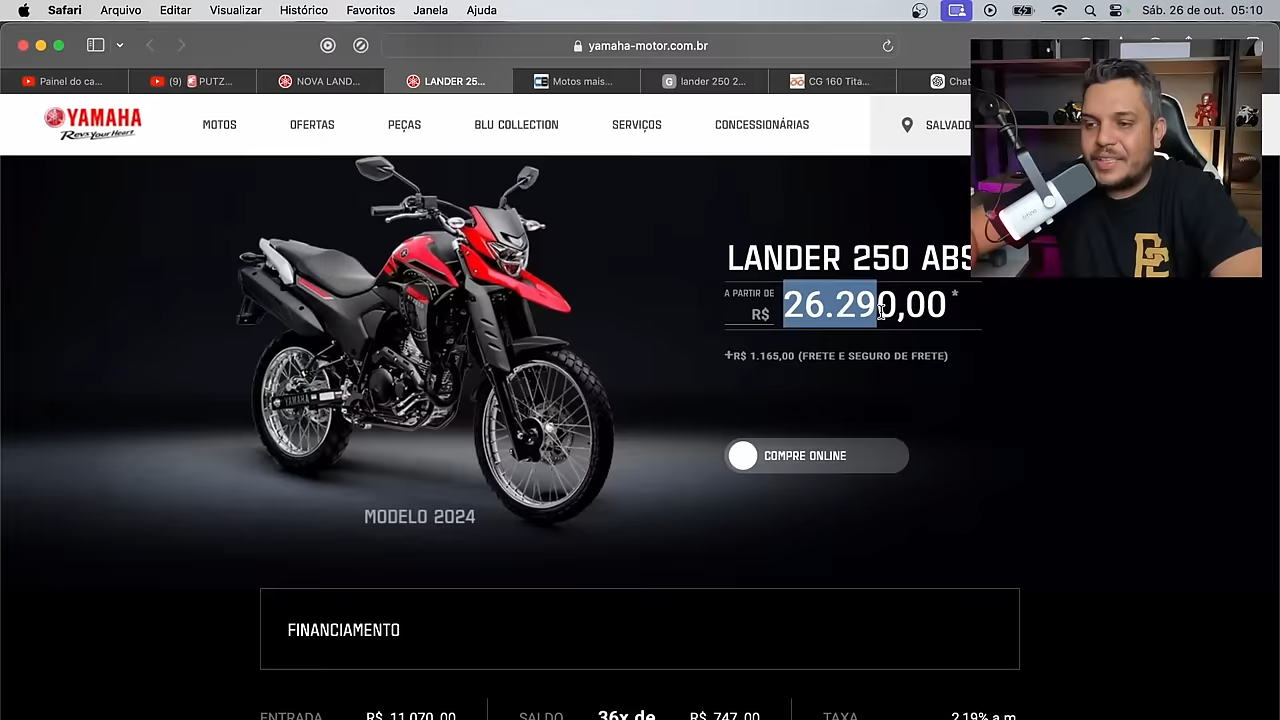 Safari Arquivo Editar Visualizar Histórico Favoritos Janela Ajuda Sáb. 26 de out. 05:10
yamaha-motor.com.br
Painel do ca... (9) PUTZ... NOVA LAND... LANDER 25... Motos mais... G lander 250 2... CG 160 Tita... Chat
YAMAHA
Revs Your Heart
MOTOS OFERTAS PEÇAS BLU COLLECTION SERVIÇOS CONCESSIONÁRIAS SALVADO
LANDER 250 ABS
A PARTIR DE
R$ 26.290,00 *
+R$ 1.165,00 (FRETE E SEGURO DE FRETE)
COMPRE ONLINE
YAMAHA
MODELO 2024
FINANCIAMENTO
ENTRADA R$ 11.070,00 SALDO 36x de R$ 747,00 TAXA 2,19% a.m